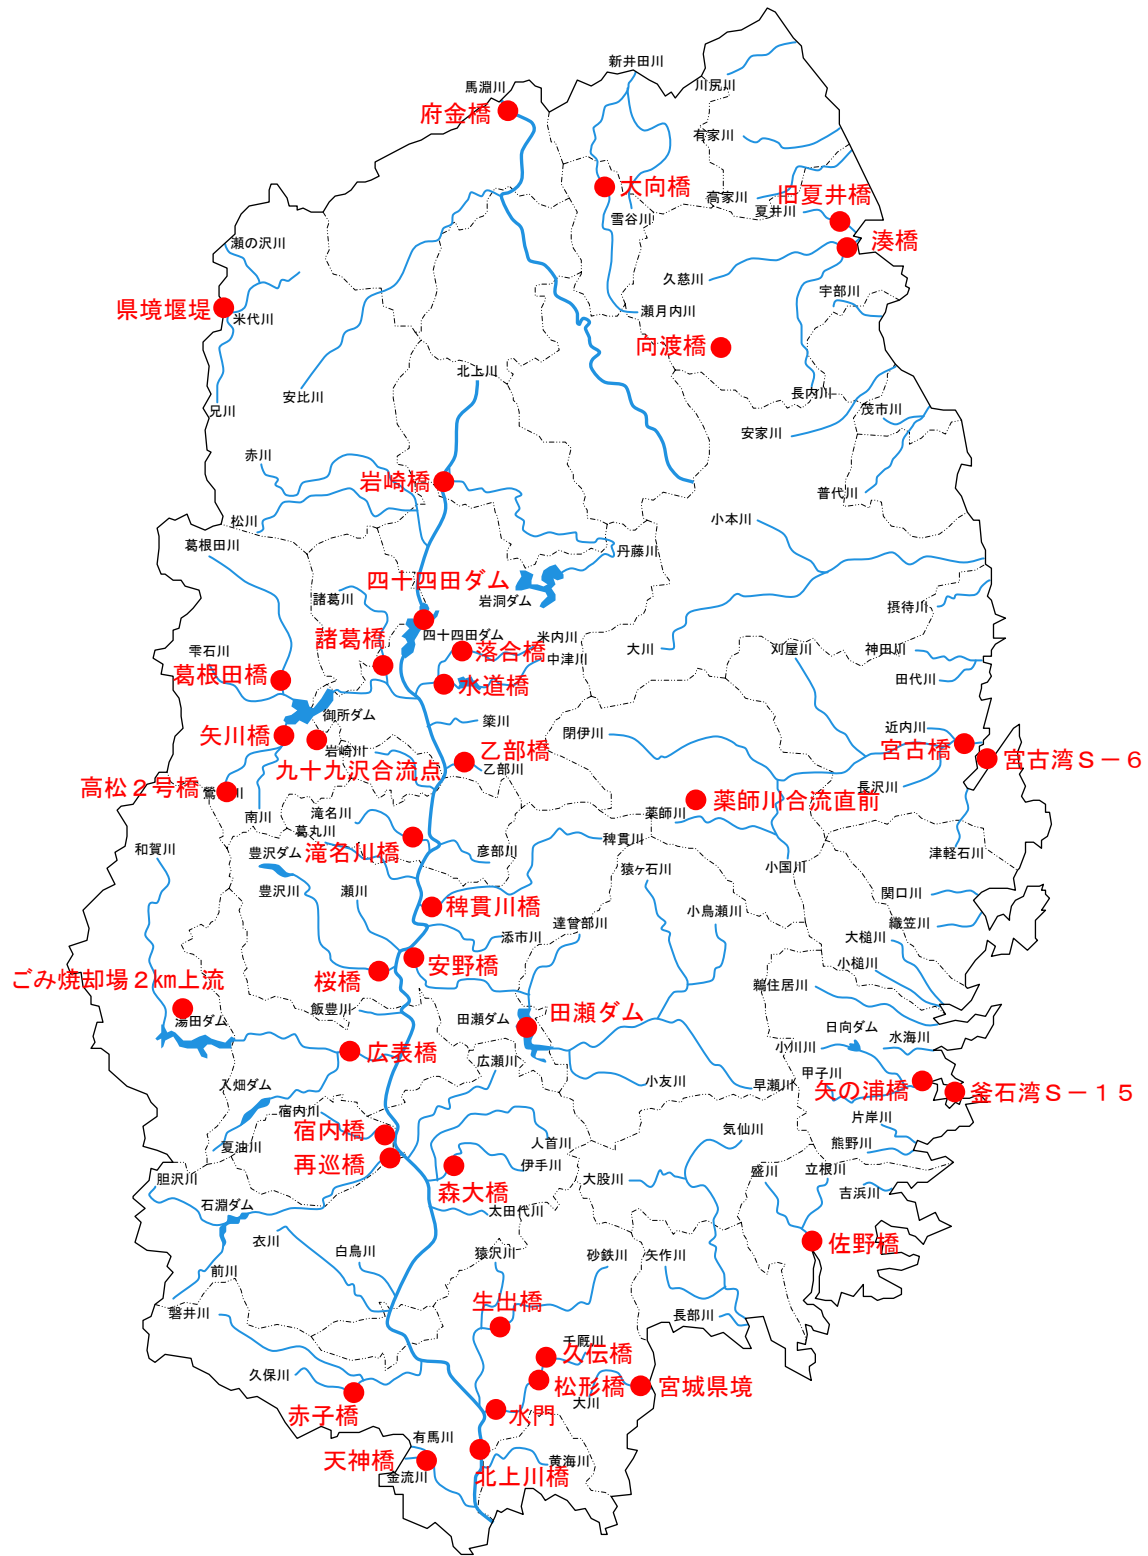 新井田川
馬淵川
川尻川
府金橋
有家川
大向橋
高家川
旧夏井橋
夏井川
雪谷川
湊橋
瀬の沢川
久慈川
宇部川
県境堰堤
米代川
瀬月内川
向渡橋
北上川
安比川
長内川
兄川
茂市川
安家川
赤川
岩崎橋
普代川
松川
小本川
葛根田川
丹藤川
四十四田ダム
岩洞ダム
諸葛川
摂待川
諸葛橋
四十四田ダム
米内川
落合橋
雫石川
大川
刈屋川
神田川
中津川
葛根田橋
水道橋
田代川
御所ダム
簗川
近内川
矢川橋
閉伊川
宮古橋
岩崎川
乙部橋
宮古湾Ｓ－６
九十九沢合流点
乙部川
高松２号橋
長沢川
薬師川合流直前
南川
滝名川
薬師川
葛丸川
稗貫川
和賀川
豊沢ダム
滝名川橋
彦部川
津軽石川
小国川
猿ヶ石川
豊沢川
瀬川
関口川
稗貫川橋
小烏瀬川
達曽部川
織笠川
添市川
大槌川
安野橋
小槌川
ごみ焼却場２㎞上流
桜橋
鵜住居川
飯豊川
田瀬ダム
湯田ダム
田瀬ダム
日向ダム
水海川
広表橋
小川川
広瀬川
甲子川
入畑ダム
小友川
早瀬川
矢の浦橋
釜石湾Ｓ－１５
宿内川
片岸川
宿内橋
気仙川
夏油川
人首川
熊野川
再巡橋
伊手川
胆沢川
大股川
盛川
立根川
森大橋
吉浜川
石淵ダム
太田代川
衣川
佐野橋
白鳥川
猿沢川
砂鉄川
矢作川
前川
生出橋
磐井川
長部川
千厩川
久伝橋
久保川
松形橋
宮城県境
大川
赤子橋
水門
有馬川
天神橋
黄海川
金流川
北上川橋